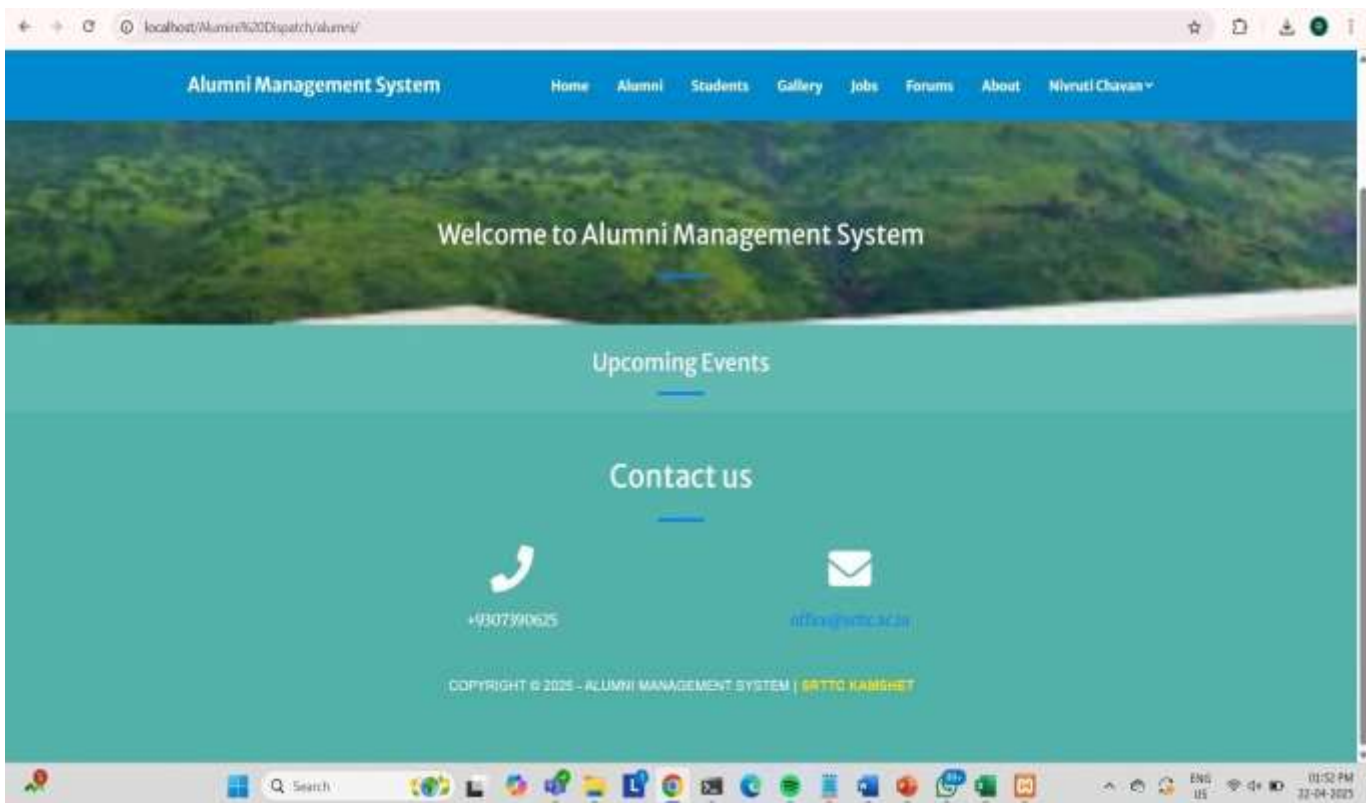 localhost/Alumini%20Dispatch/alumni/
Alumni Management System Home Alumni Students Gallery Jobs Forums About Nivruti Chavan
Welcome to Alumni Management System
Upcoming Events
Contact us
+9307390625
COPYRIGHT © 2025 - ALUMNI MANAGEMENT SYSTEM | SRTTC KAMSHET
Search
ENG
US
01:52 PM
22-04-2025